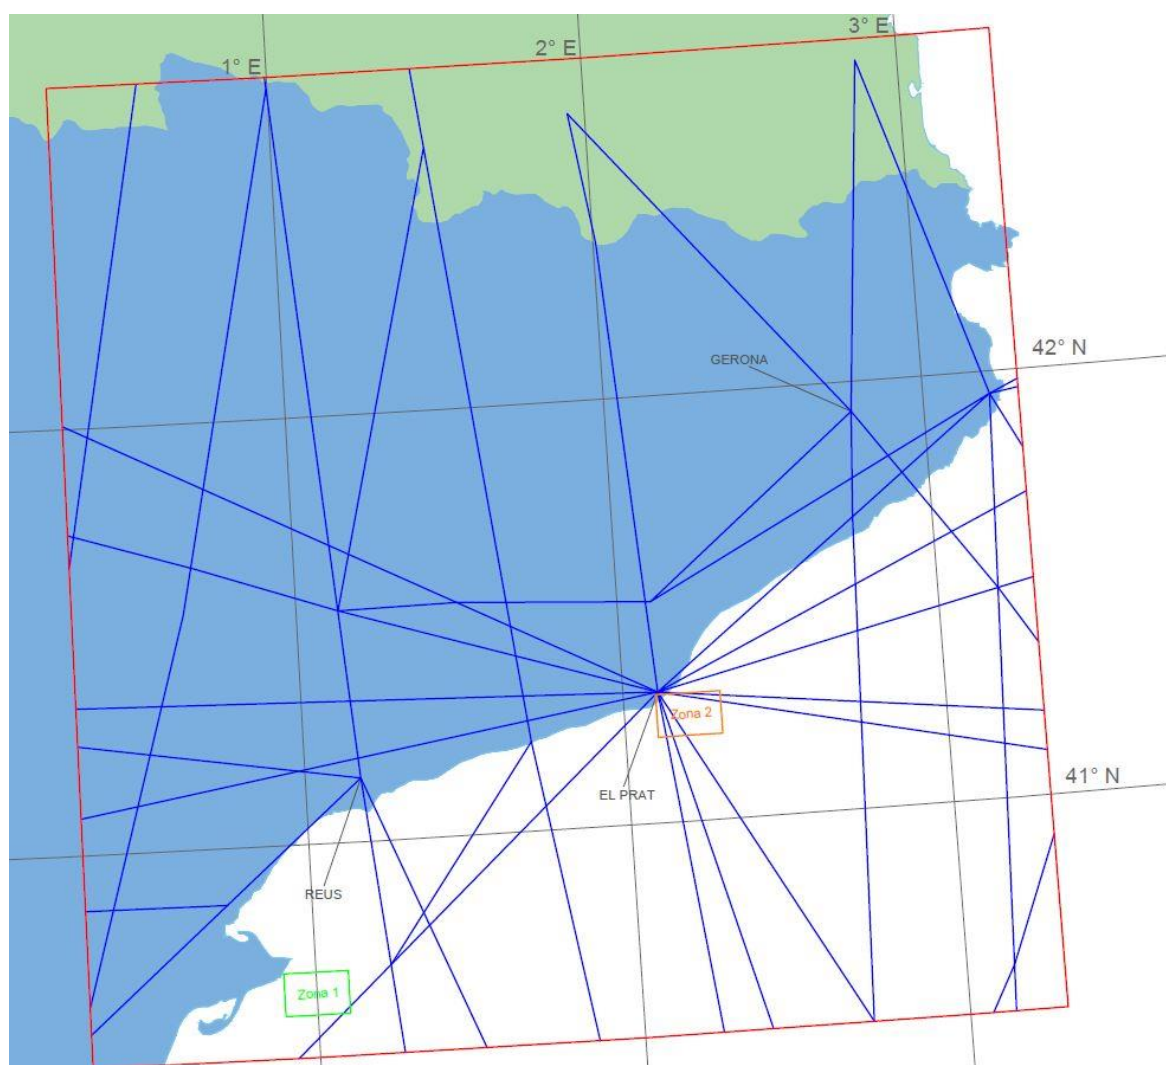 3° E
2° E
1° E
42° N
GERONA
Zona 2
41° N
EL PRAT
REUS
Zona 1